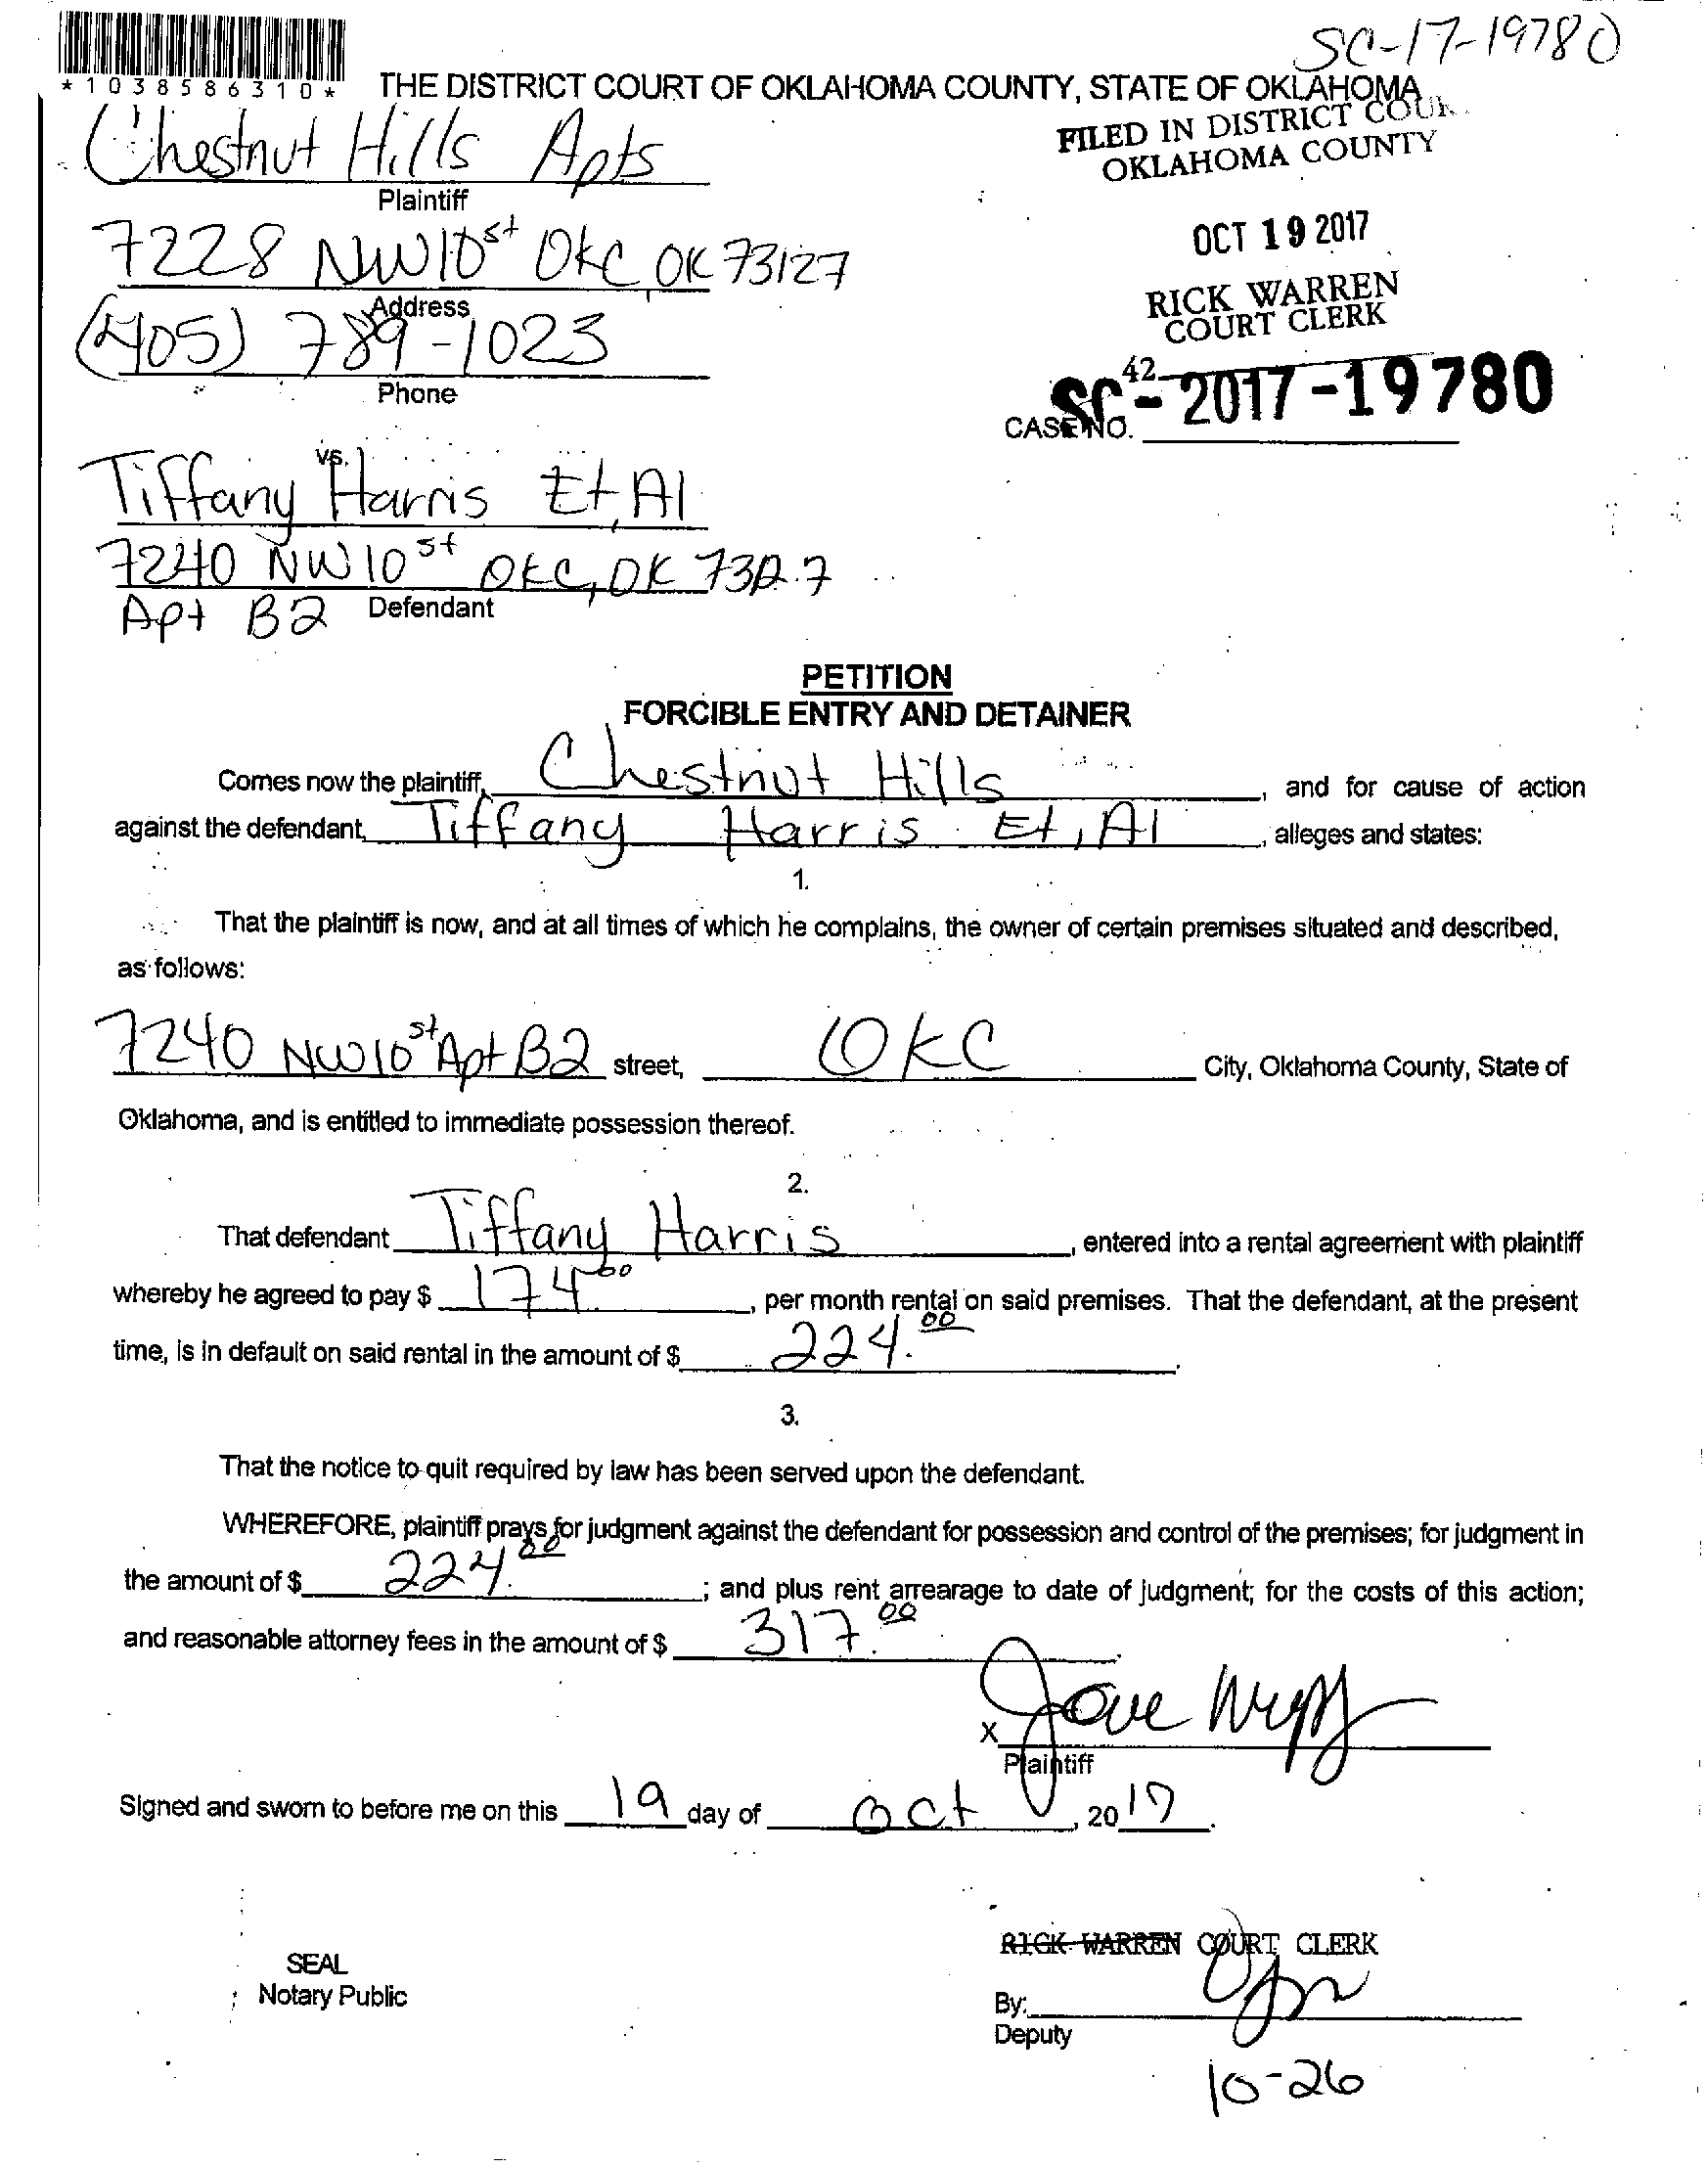 SC-17-19780
*1038586310*
THE DISTRICT COURT OF OKLAHOMA COUNTY, STATE OF OKLAHOMA
FILED IN DISTRICT COUR
OKLAHOMA COUNTY
Chestnut Hills Apts
Plaintiff
7228 NW 10st OKC OK 73127
Address
(405) 789-1023
Phone
OCT 19 2017
RICK WARREN
COURT CLERK
42
CASE NO. SC-2017-19780
vs.
Tiffany Harris Et, Al
7240 NW 10st OKC, OK 73127
Apt B2 Defendant
PETITION
FORCIBLE ENTRY AND DETAINER
Comes now the plaintiff, Chestnut Hills, and for cause of action
against the defendant, Tiffany Harris Et, Al, alleges and states:
1.
That the plaintiff is now, and at all times of which he complains, the owner of certain premises situated and described,
as follows:
7240 NW 10st Apt B2 street, OKC City, Oklahoma County, State of
Oklahoma, and is entitled to immediate possession thereof.
2.
That defendant Tiffany Harris, entered into a rental agreement with plaintiff
whereby he agreed to pay $ 174.00, per month rental on said premises. That the defendant, at the present
time, is in default on said rental in the amount of $ 224.00.
3.
That the notice to quit required by law has been served upon the defendant.
WHEREFORE, plaintiff prays for judgment against the defendant for possession and control of the premises; for judgment in
the amount of $ 224.00; and plus rent arrearage to date of judgment; for the costs of this action;
and reasonable attorney fees in the amount of $ 317.00.
X
Plaintiff
Signed and sworn to before me on this 19 day of Oct, 2017.
RICK WARREN COURT CLERK
SEAL
Notary Public
By:
Deputy
10-26